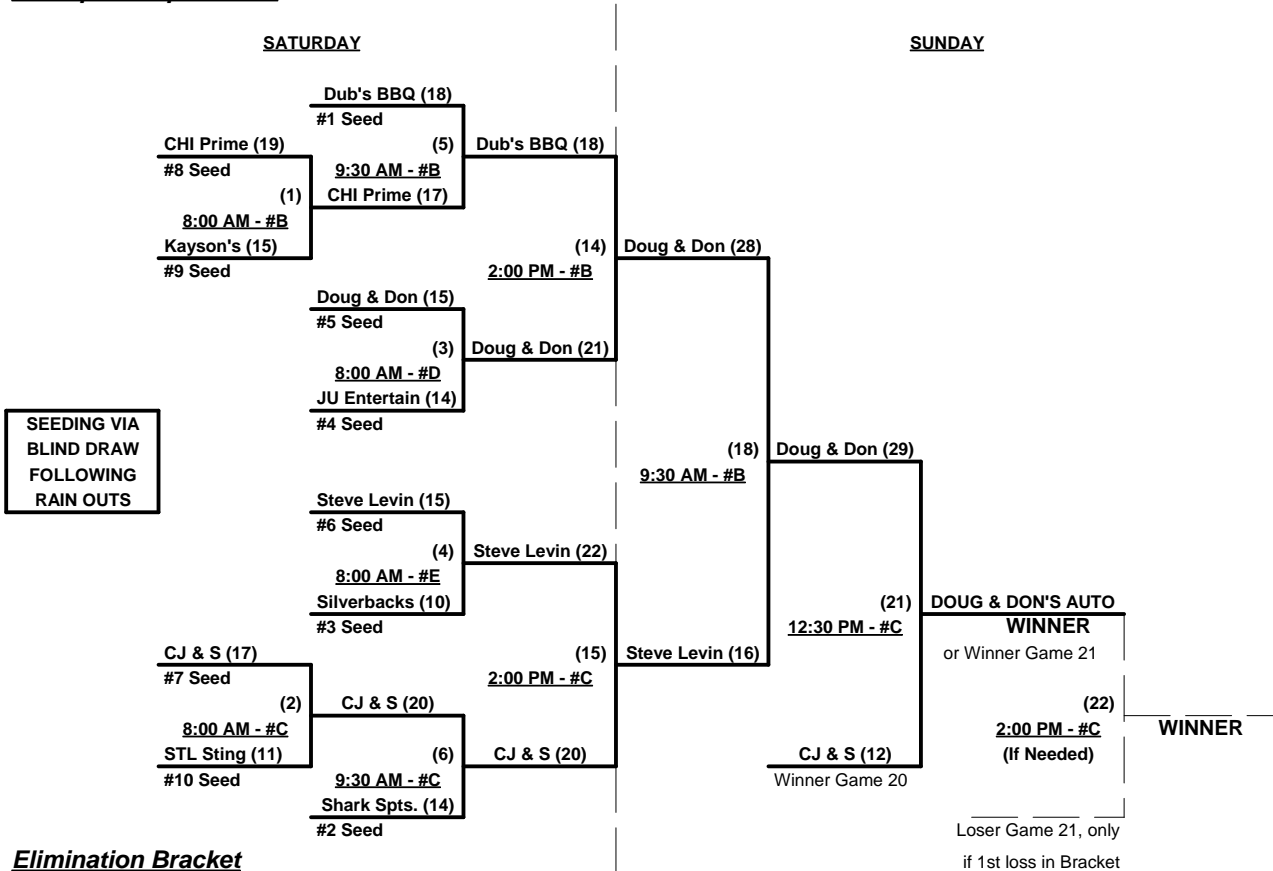 SATURDAY
SUNDAY
Dub's BBQ (18)
#1 Seed
CHI Prime (19)
(5)
Dub's BBQ (18)
#8 Seed
9:30 AM - #B
(1)
CHI Prime (17)
8:00 AM - #B
Kayson's (15)
(14)
Doug & Don (28)
#9 Seed
2:00 PM - #B
Doug & Don (15)
#5 Seed
(3)
Doug & Don (21)
8:00 AM - #D
JU Entertain (14)
#4 Seed
SEEDING VIA
BLIND DRAW
FOLLOWING
RAIN OUTS
(18)
Doug & Don (29)
9:30 AM - #B
Steve Levin (15)
#6 Seed
(4)
Steve Levin (22)
8:00 AM - #E
Silverbacks (10)
(21)
DOUG & DON'S AUTO
#3 Seed
12:30 PM - #C
WINNER
CJ & S (17)
(15)
Steve Levin (16)
or Winner Game 21
#7 Seed
2:00 PM - #C
(2)
CJ & S (20)
(22)
8:00 AM - #C
2:00 PM - #C
WINNER
STL Sting (11)
(6)
CJ & S (20)
CJ & S (12)
(If Needed)
#10 Seed
9:30 AM - #C
Winner Game 20
Shark Spts. (14)
#2 Seed
Loser Game 21, only
Elimination Bracket
if 1st loss in Bracket